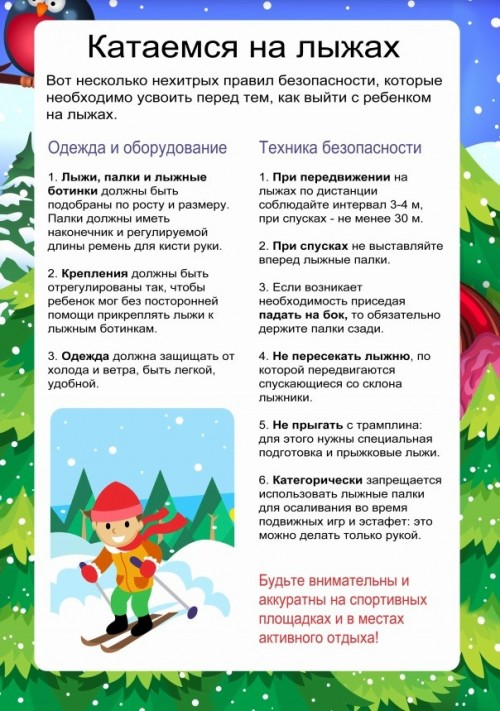 Катаемся на лыжах
Вот несколько нехитрых правил безопасности, которые
необходимо усвоить перед тем, как выйти с ребенком
на лыжах.
Одежда и оборудование
1. Лыжи, палки и лыжные
ботинки должны быть
подобраны по росту и размеру.
Палки должны иметь
наконечник и регулируемой
длины ремень для кисти руки.
2. Крепления должны быть
отрегулированы так, чтобы
ребенок мог без посторонней
помощи прикреплять лыжи к
лыжным ботинкам.
3. Одежда должна защищать от
холода и ветра, быть легкой,
удобной.
Техника безопасности
1. При передвижении на
лыжах по дистанции
соблюдайте интервал 3-4 м,
при спусках - не менее 30 м.
2. При спусках не выставляйте
вперед лыжные палки.
3. Если возникает
необходимость приседая
падать на бок, то обязательно
держите палки сзади.
4. Не пересекать лыжню, по
которой передвигаются
спускающиеся со склона
лыжники.
5. Не прыгать с трамплина:
для этого нужны специальная
подготовка и прыжковые лыжи.
6. Категорически запрещается
использовать лыжные палки
для осаливания во время
подвижных игр и эстафет: это
можно делать только рукой.
Будьте внимательны и
аккуратны на спортивных
площадках и в местах
активного отдыха!